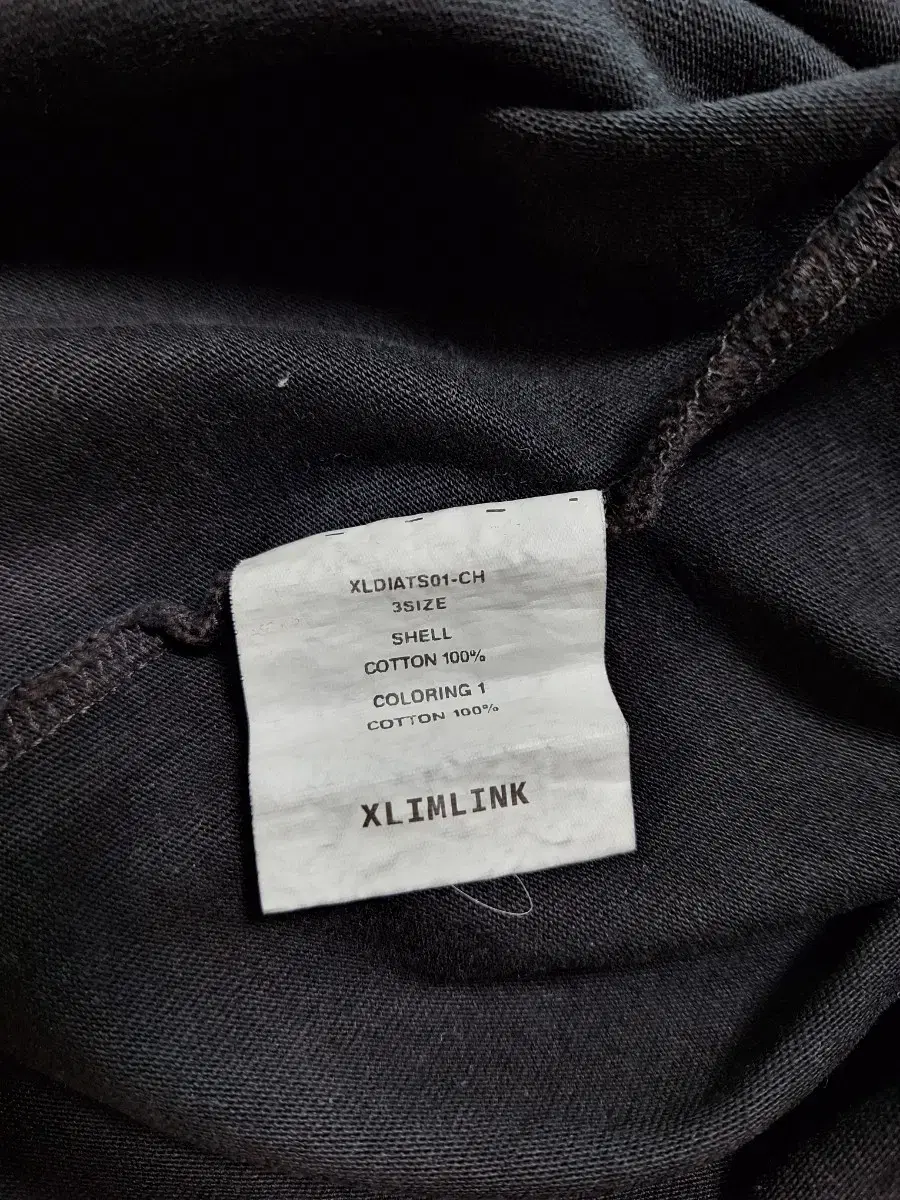 XLDIATS01-CH
3SIZE
SHELL
COTTON 100%
COLORING 1
COTTON 100%
XLIMLINK